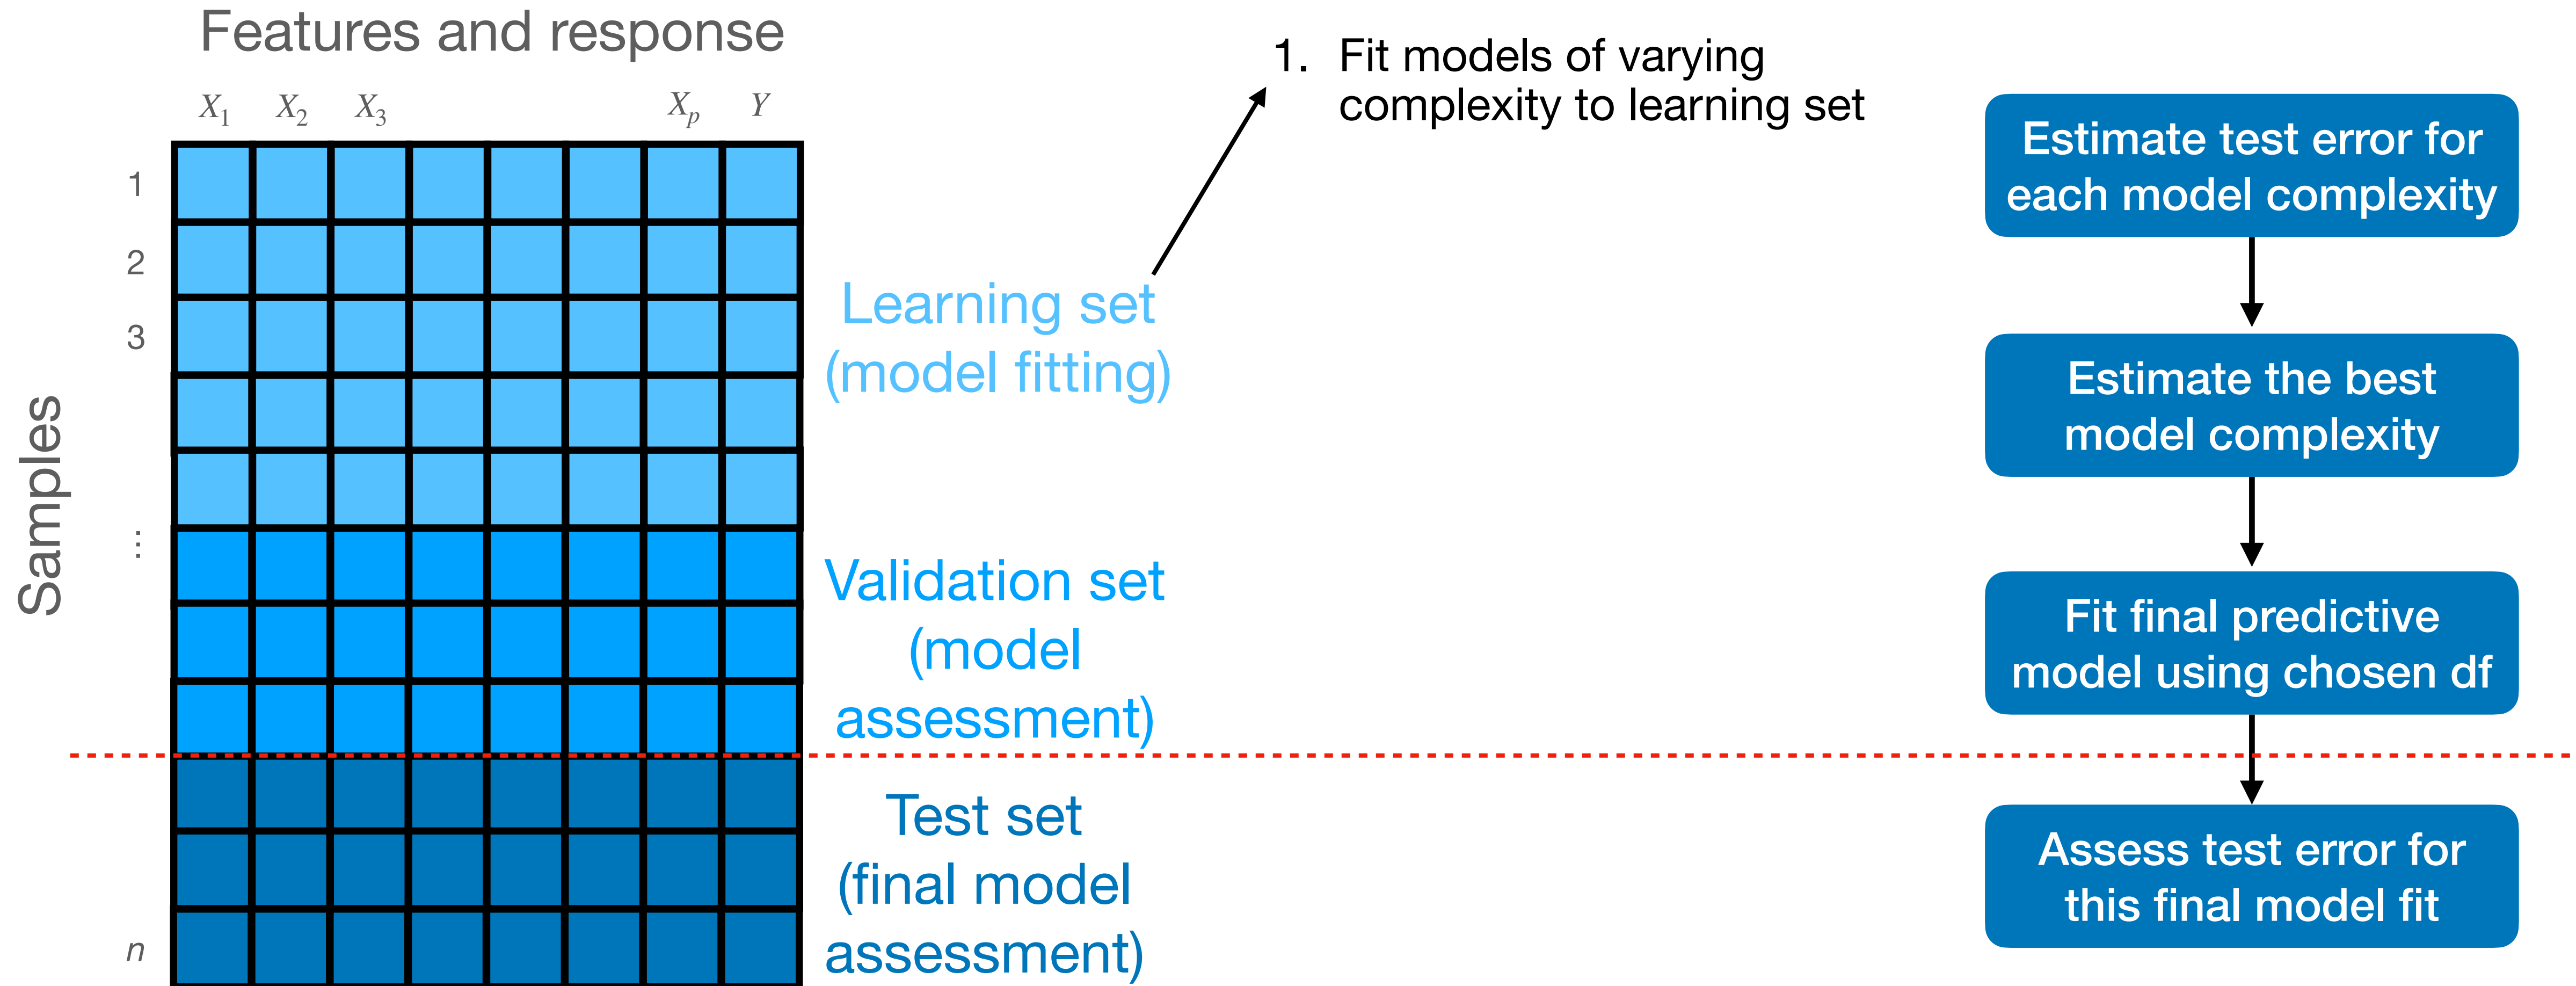 Features and response
X₁ X₂ X₃ Xₚ Y
Samples
1
2
3
⋮
n
Learning set
(model fitting)
Validation set
(model
assessment)
Test set
(final model
assessment)
1. Fit models of varying
complexity to learning set
Estimate test error for
each model complexity
Estimate the best
model complexity
Fit final predictive
model using chosen df
Assess test error for
this final model fit